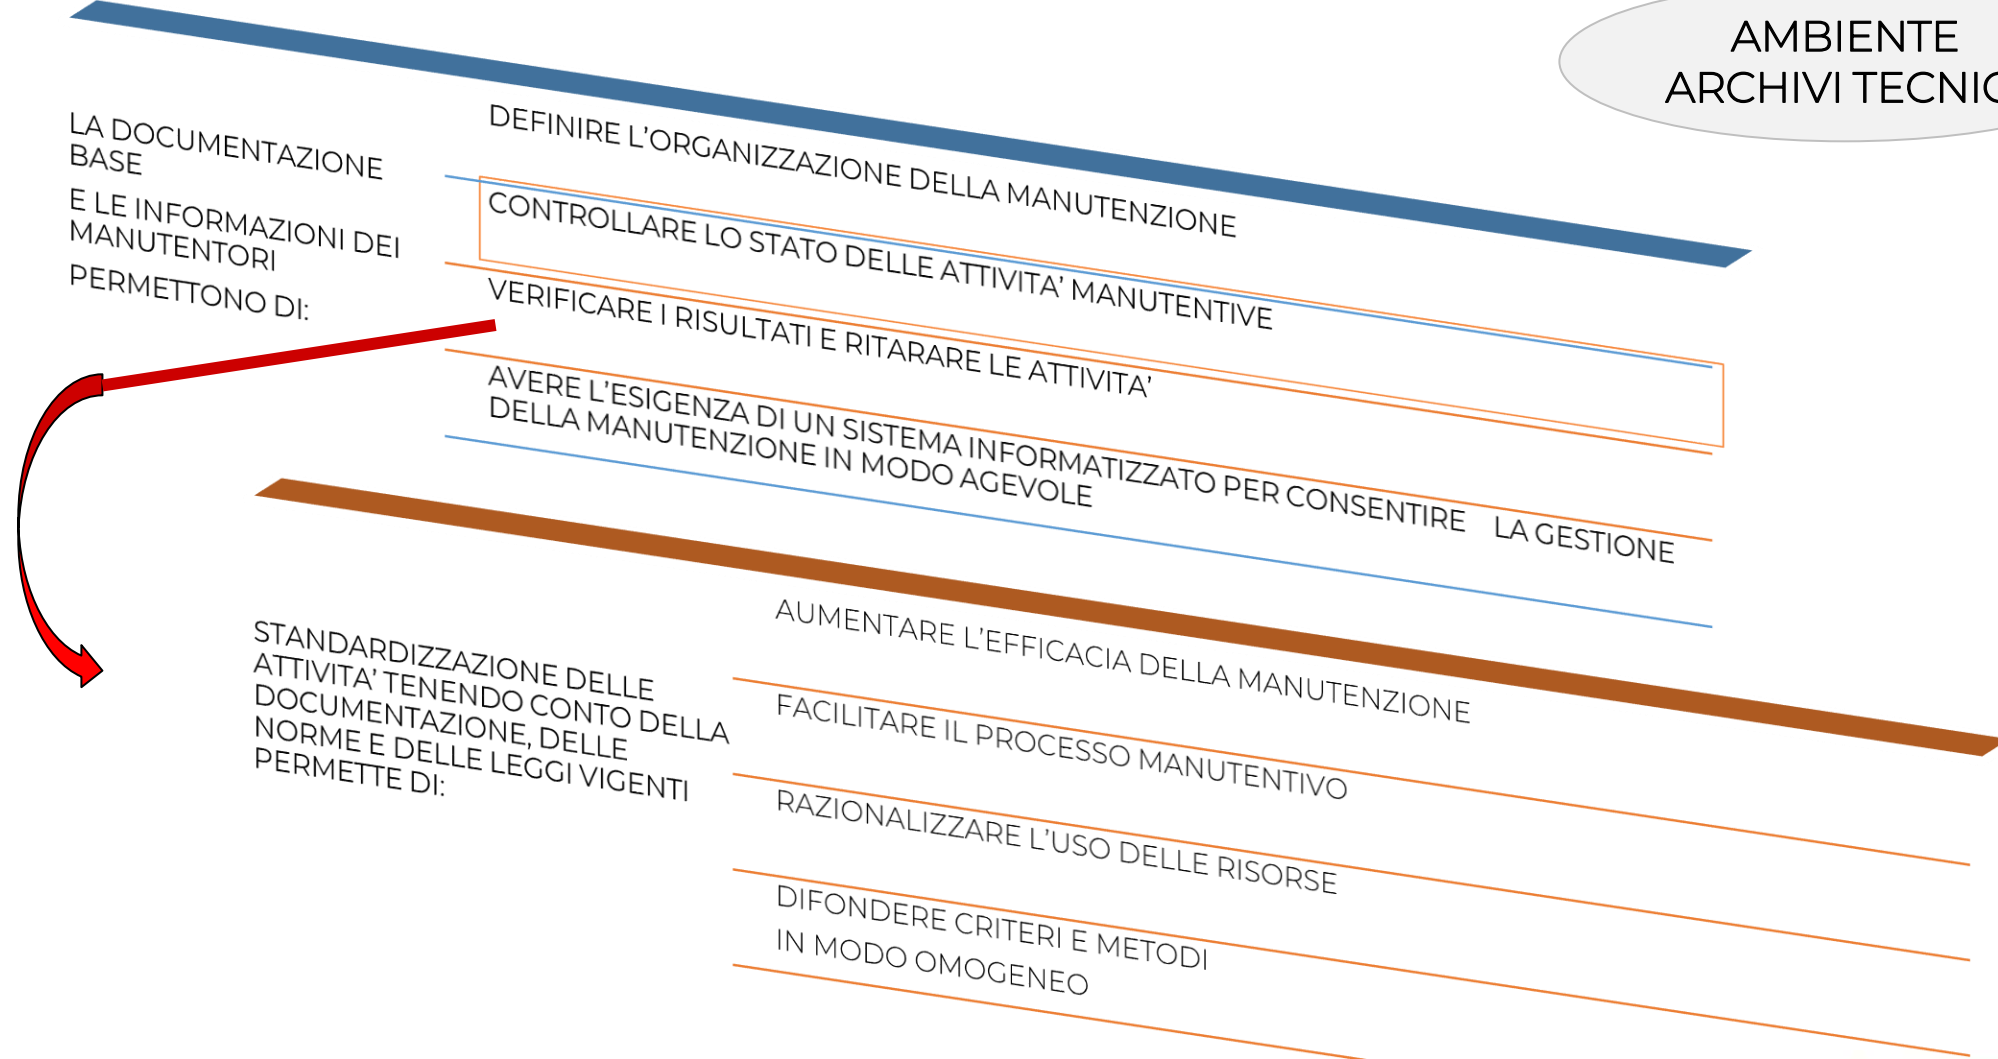 AMBIENTE
ARCHIVI TECNIC
LA DOCUMENTAZIONE
BASE
E LE INFORMAZIONI DEI
MANUTENTORI
PERMETTONO DI:
DEFINIRE L'ORGANIZZAZIONE DELLA MANUTENZIONE
CONTROLLARE LO STATO DELLE ATTIVITA' MANUTENTIVE
VERIFICARE I RISULTATI E RITARARE LE ATTIVITA'
AVERE L'ESIGENZA DI UN SISTEMA INFORMATIZZATO PER CONSENTIRE LA GESTIONE
DELLA MANUTENZIONE IN MODO AGEVOLE
STANDARDIZZAZIONE DELLE
ATTIVITA' TENENDO CONTO DELLA
DOCUMENTAZIONE, DELLE
NORME E DELLE LEGGI VIGENTI
PERMETTE DI:
AUMENTARE L'EFFICACIA DELLA MANUTENZIONE
FACILITARE IL PROCESSO MANUTENTIVO
RAZIONALIZZARE L'USO DELLE RISORSE
DIFONDERE CRITERI E METODI
IN MODO OMOGENEO